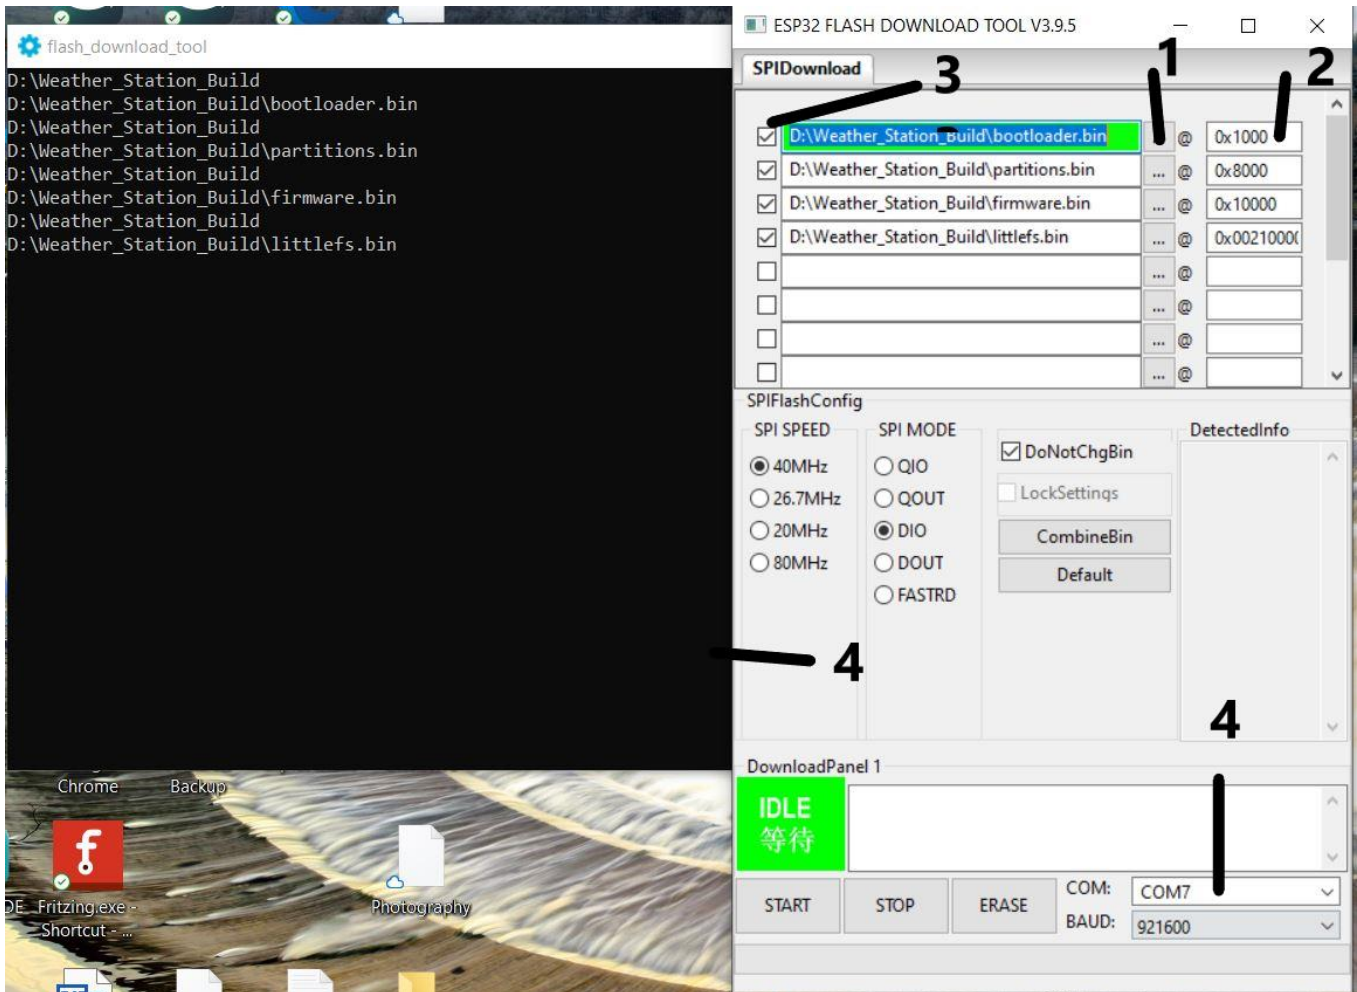 flash_download_tool
D:\Weather_Station_Build
D:\Weather_Station_Build\bootloader.bin
D:\Weather_Station_Build
D:\Weather_Station_Build\partitions.bin
D:\Weather_Station_Build
D:\Weather_Station_Build\firmware.bin
D:\Weather_Station_Build
D:\Weather_Station_Build\littlefs.bin
Chrome
Backup
Fritzing.exe -
Shortcut - ...
Photography
ESP32 FLASH DOWNLOAD TOOL V3.9.5
SPIDownload
3
1
2
D:\Weather_Station_Build\bootloader.bin @ 0x1000
D:\Weather_Station_Build\partitions.bin ... @ 0x8000
D:\Weather_Station_Build\firmware.bin ... @ 0x10000
D:\Weather_Station_Build\littlefs.bin ... @ 0x0021000(
... @
... @
... @
... @
SPIFlashConfig
SPI SPEED
40MHz
26.7MHz
20MHz
80MHz
SPI MODE
QIO
QOUT
DIO
DOUT
FASTRD
DoNotChgBin
LockSettings
CombineBin
Default
DetectedInfo
4
4
DownloadPanel 1
IDLE
等待
START STOP ERASE
COM: COM7
BAUD: 921600